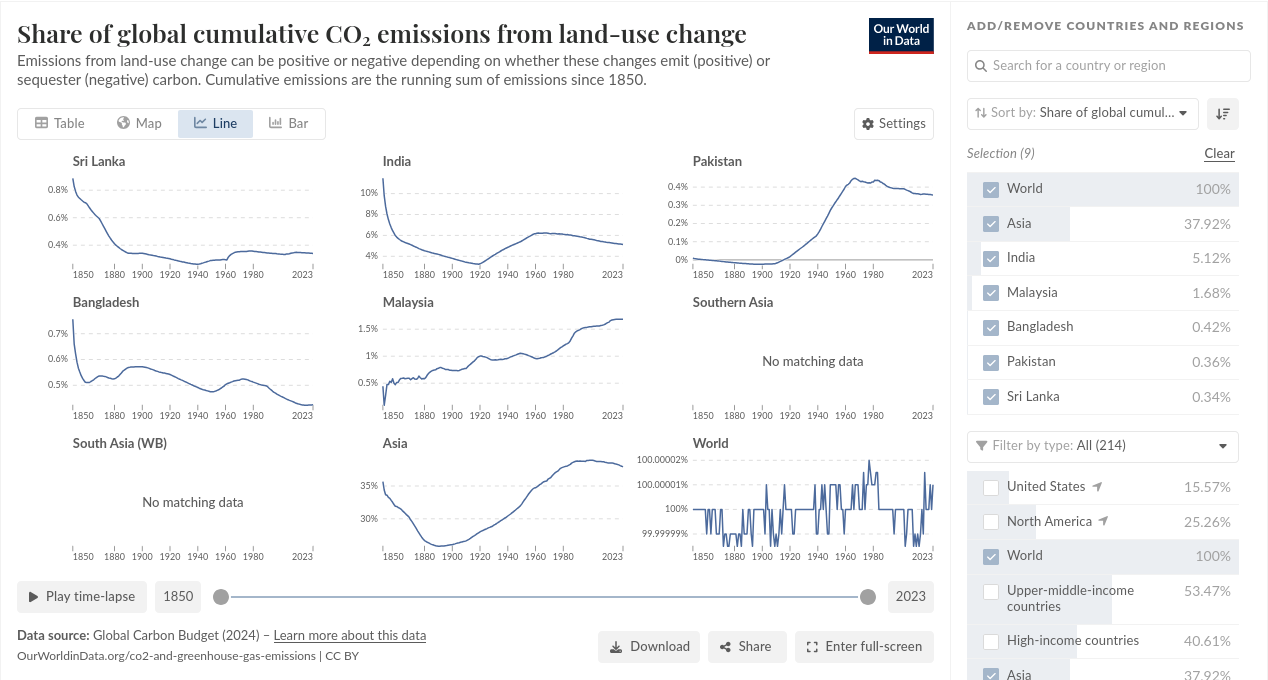 Share of global cumulative CO₂ emissions from land-use change
Our World
in Data
Emissions from land-use change can be positive or negative depending on whether these changes emit (positive) or
sequester (negative) carbon. Cumulative emissions are the running sum of emissions since 1850.
Table
Map
Line
Bar
Settings
Sri Lanka
0.8%
0.6%
0.4%
1850 1880 1900 1920 1940 1960 1980 2023
India
10%
8%
6%
4%
1850 1880 1900 1920 1940 1960 1980 2023
Pakistan
0.4%
0.3%
0.2%
0.1%
0%
1850 1880 1900 1920 1940 1960 1980 2023
Bangladesh
0.7%
0.6%
0.5%
1850 1880 1900 1920 1940 1960 1980 2023
Malaysia
1.5%
1%
0.5%
1850 1880 1900 1920 1940 1960 1980 2023
Southern Asia
No matching data
1850 1880 1900 1920 1940 1960 1980 2023
South Asia (WB)
No matching data
1850 1880 1900 1920 1940 1960 1980 2023
Asia
35%
30%
1850 1880 1900 1920 1940 1960 1980 2023
World
100.00002%
100.00001%
100%
99.99999%
1850 1880 1900 1920 1940 1960 1980 2023
Play time-lapse
1850
2023
Data source: Global Carbon Budget (2024) – Learn more about this data
OurWorldinData.org/co2-and-greenhouse-gas-emissions | CC BY
Download
Share
Enter full-screen
ADD/REMOVE COUNTRIES AND REGIONS
Search for a country or region
Sort by: Share of global cumul...
Selection (9)
Clear
World 100%
Asia 37.92%
India 5.12%
Malaysia 1.68%
Bangladesh 0.42%
Pakistan 0.36%
Sri Lanka 0.34%
Filter by type: All (214)
United States 15.57%
North America 25.26%
World 100%
Upper-middle-income 53.47%
countries
High-income countries 40.61%
Asia 37.92%